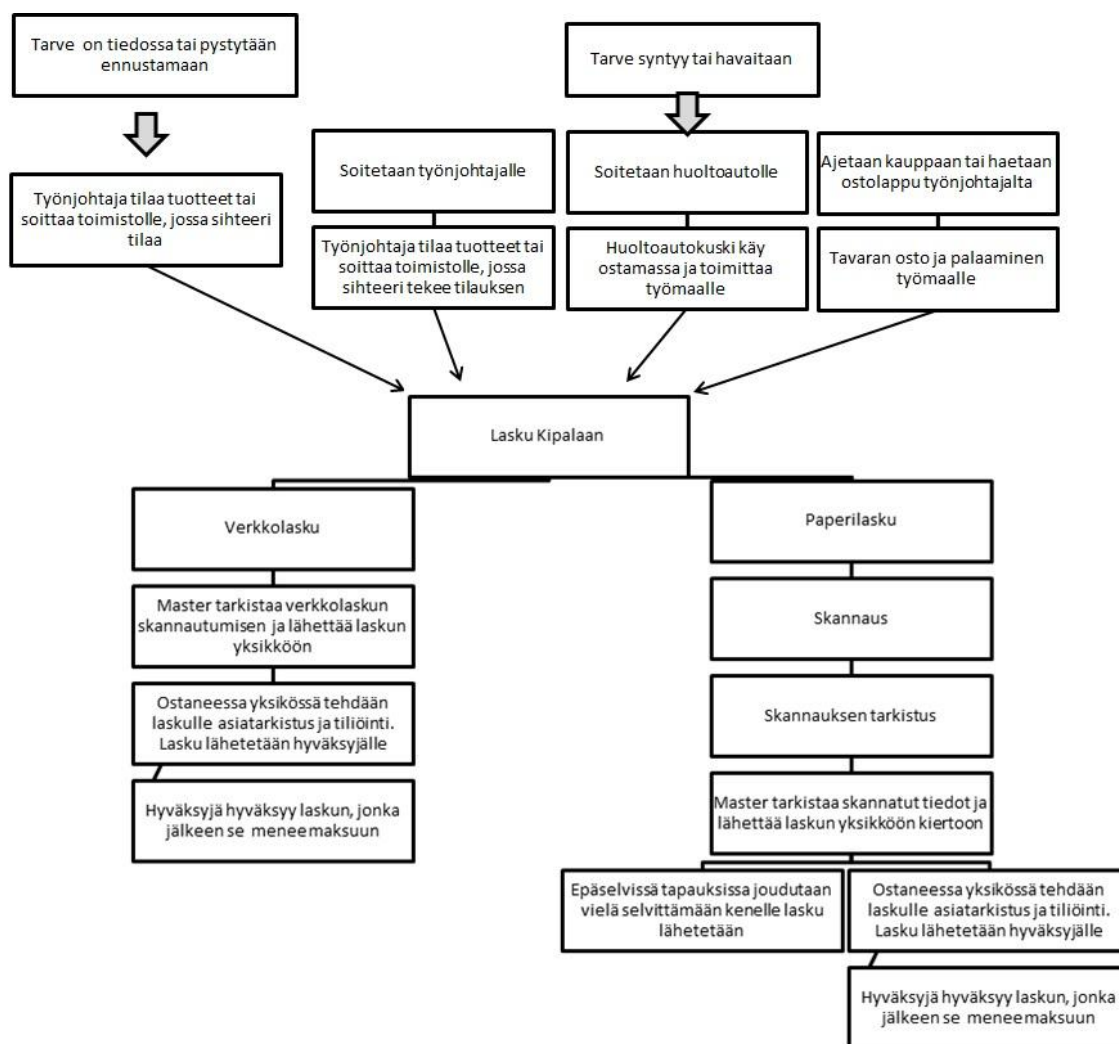 Tarve on tiedossa tai pystytään
ennustamaan
Tarve syntyy tai havaitaan
Työnjohtaja tilaa tuotteet tai
soittaa toimistolle, jossa sihteeri
tilaa
Soitetaan työnjohtajalle
Soitetaan huoltoautolle
Ajetaan kauppaan tai haetaan
ostolappu työnjohtajalta
Työnjohtaja tilaa tuotteet tai
soittaa toimistolle, jossa
sihteeri tekee tilauksen
Huoltoautokuski käy
ostamassa ja toimittaa
työmaalle
Tavaran osto ja palaaminen
työmaalle
Lasku Kipalaan
Verkkolasku
Master tarkistaa verkkolaskun
skannautumisen ja lähettää laskun
yksikköön
Ostaneessa yksikössä tehdään
laskulle asiatarkistus ja tiliöinti.
Lasku lähetetään hyväksyjälle
Hyväksyjä hyväksyy laskun, jonka
jälkeen se menee maksuun
Paperilasku
Skannaus
Skannauksen tarkistus
Master tarkistaa skannatut tiedot ja
lähettää laskun yksikköön kiertoon
Epäselvissä tapauksissa joudutaan
vielä selvittämään kenelle lasku
lähetetään
Ostaneessa yksikössä tehdään
laskulle asiatarkistus ja tiliöinti.
Lasku lähetetään hyväksyjälle
Hyväksyjä hyväksyy laskun, jonka
jälkeen se menee maksuun